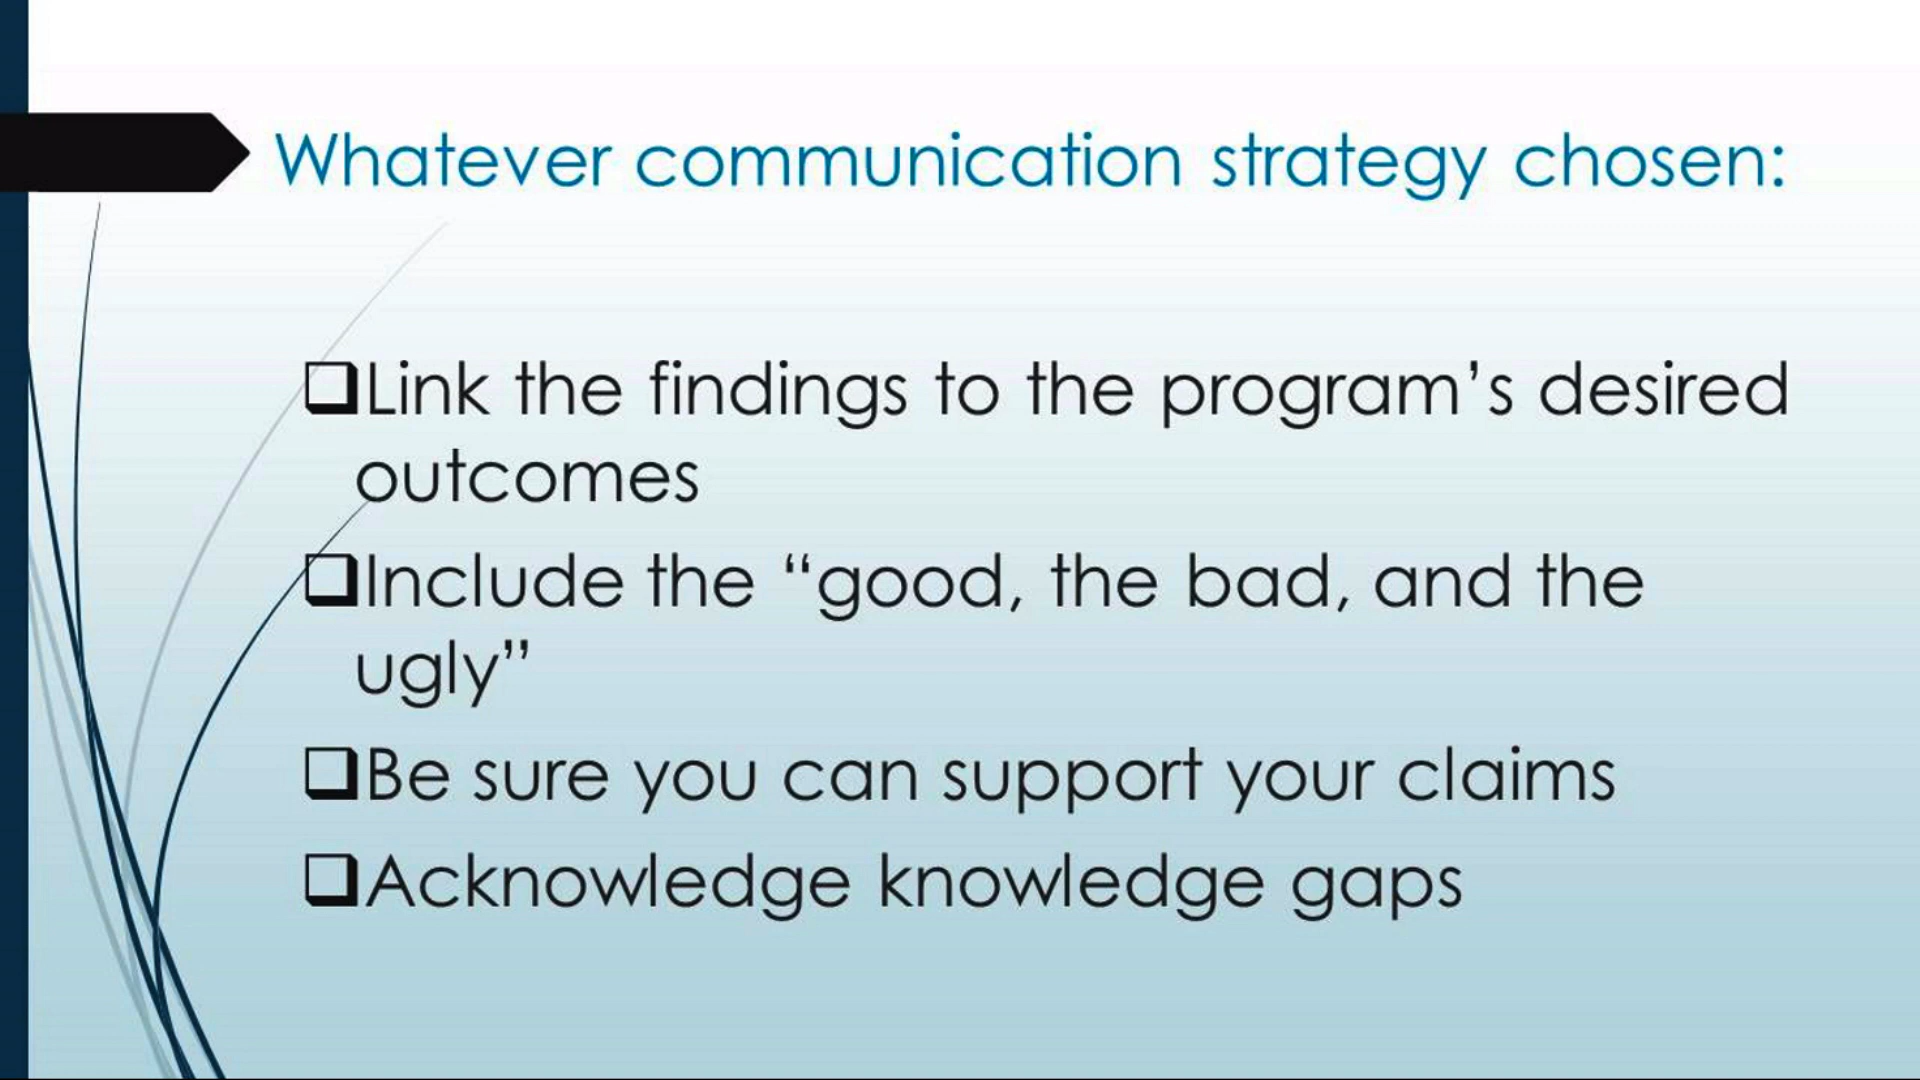 Whatever communication strategy chosen:
❑Link the findings to the program’s desired
outcomes
❑Include the “good, the bad, and the
ugly”
❑Be sure you can support your claims
❑Acknowledge knowledge gaps